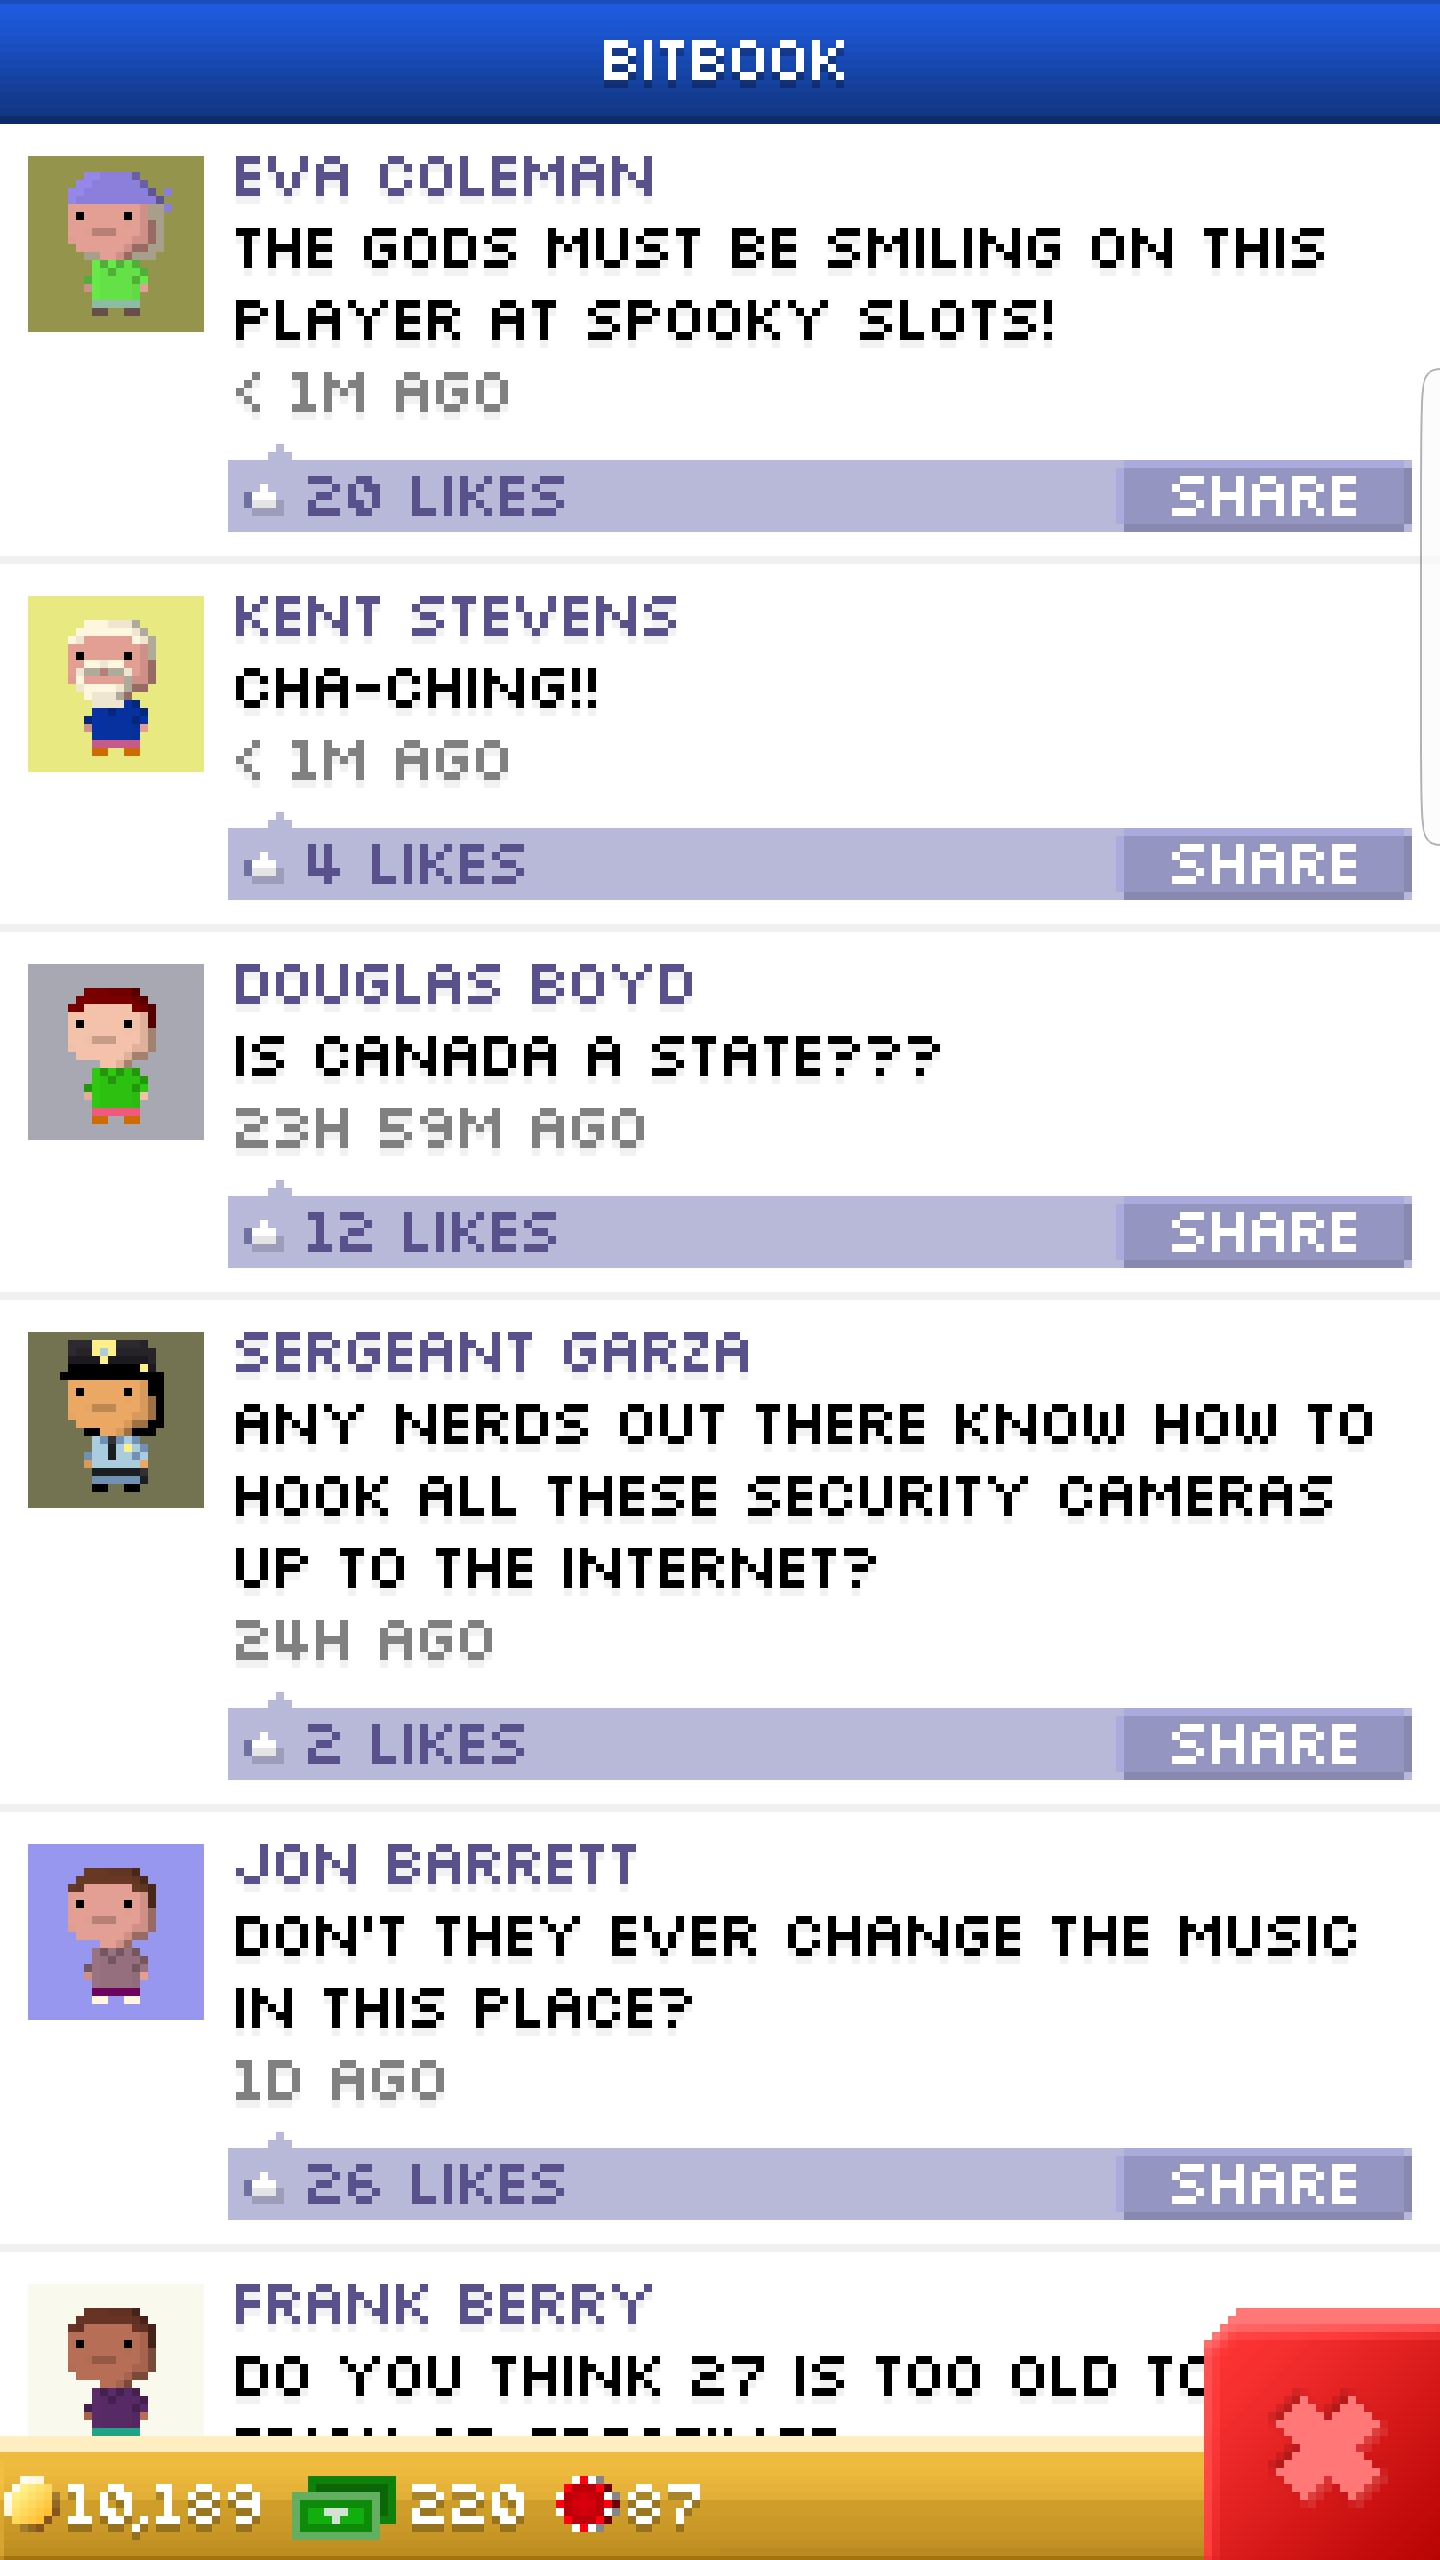 BITBOOK
EVA COLEMAN
THE GODS MUST BE SMILING ON THIS
PLAYER AT SPOOKY SLOTS!
< 1M AGO
20 LIKES
SHARE
KENT STEVENS
CHA-CHING!!
< 1M AGO
4 LIKES
SHARE
DOUGLAS BOYD
IS CANADA A STATE???
23H 59M AGO
12 LIKES
SHARE
SERGEANT GARZA
ANY NERDS OUT THERE KNOW HOW TO
HOOK ALL THESE SECURITY CAMERAS
UP TO THE INTERNET?
24H AGO
2 LIKES
SHARE
JON BARRETT
DON'T THEY EVER CHANGE THE MUSIC
IN THIS PLACE?
1D AGO
26 LIKES
SHARE
FRANK BERRY
DO YOU THINK 27 IS TOO OLD TO
10,189 220 87